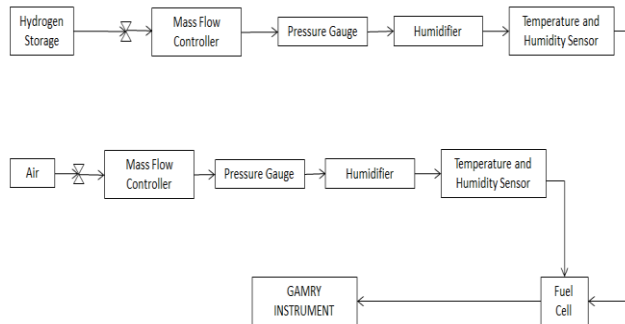 Hydrogen
Storage
Mass Flow
Controller
Pressure Gauge
Humidifier
Temperature and
Humidity Sensor
Air
Mass Flow
Controller
Pressure Gauge
Humidifier
Temperature and
Humidity Sensor
GAMRY
INSTRUMENT
Fuel
Cell